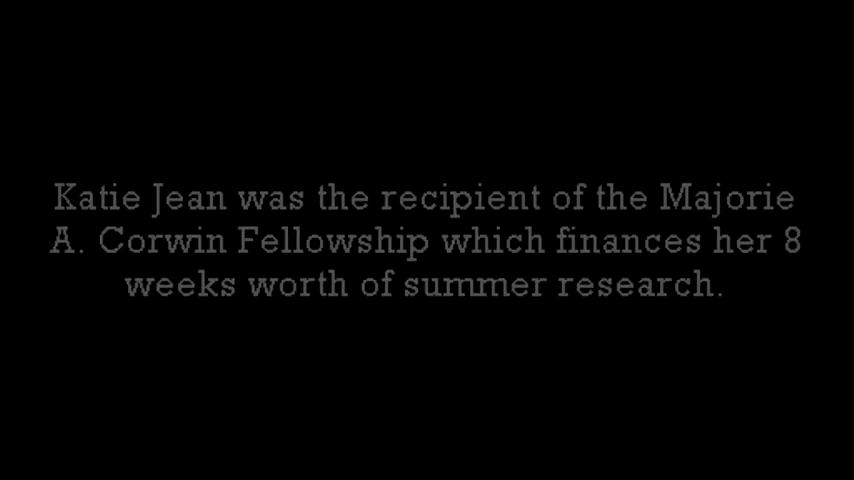 Katie Jean was the recipient of the Majorie
A. Corwin Fellowship which finances her 8
weeks worth of summer research.